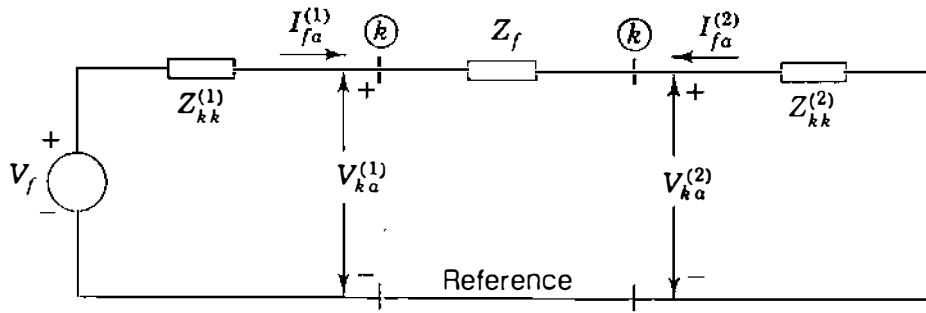 I_{fa}^{(1)} ⓚ Z_f ⓚ I_{fa}^{(2)}
+ +
Z_{kk}^{(1)} Z_{kk}^{(2)}
+
V_f V_{ka}^{(1)} V_{ka}^{(2)}
−
− Reference −